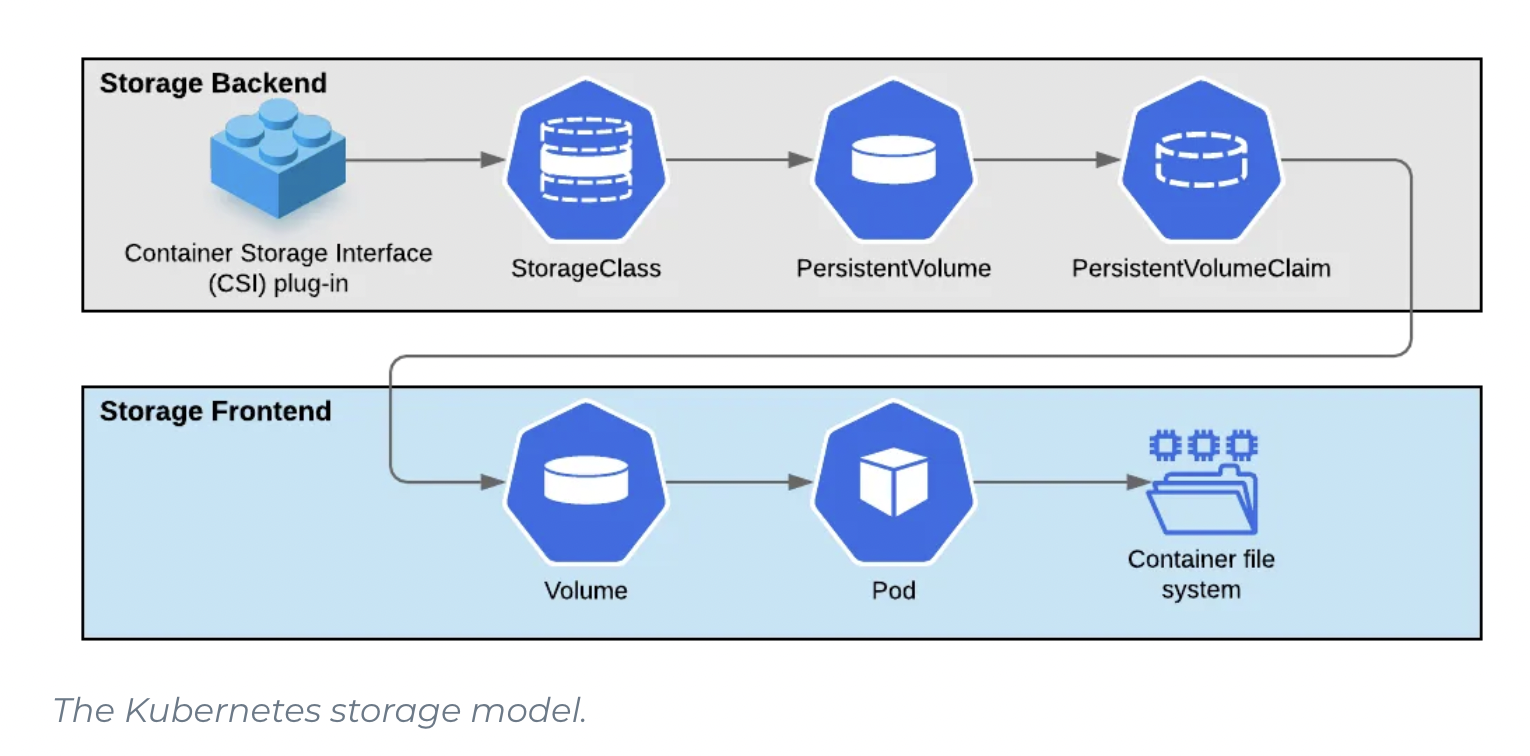 Storage Backend
Container Storage Interface
(CSI) plug-in
StorageClass
PersistentVolume
PersistentVolumeClaim
Storage Frontend
Volume
Pod
Container file
system
The Kubernetes storage model.